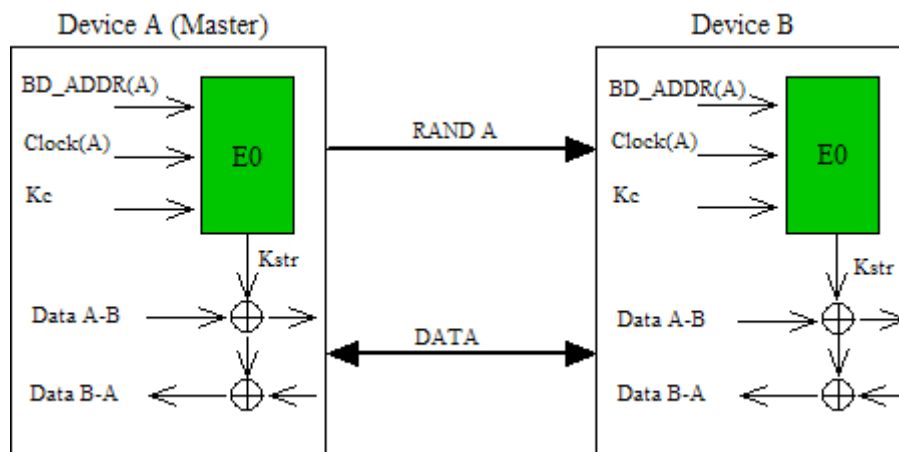 Device A (Master)
Device B
BD_ADDR(A)
Clock(A)
Kc
E0
Kstr
Data A-B
Data B-A
RAND A
DATA
BD_ADDR(A)
Clock(A)
Kc
E0
Kstr
Data A-B
Data B-A